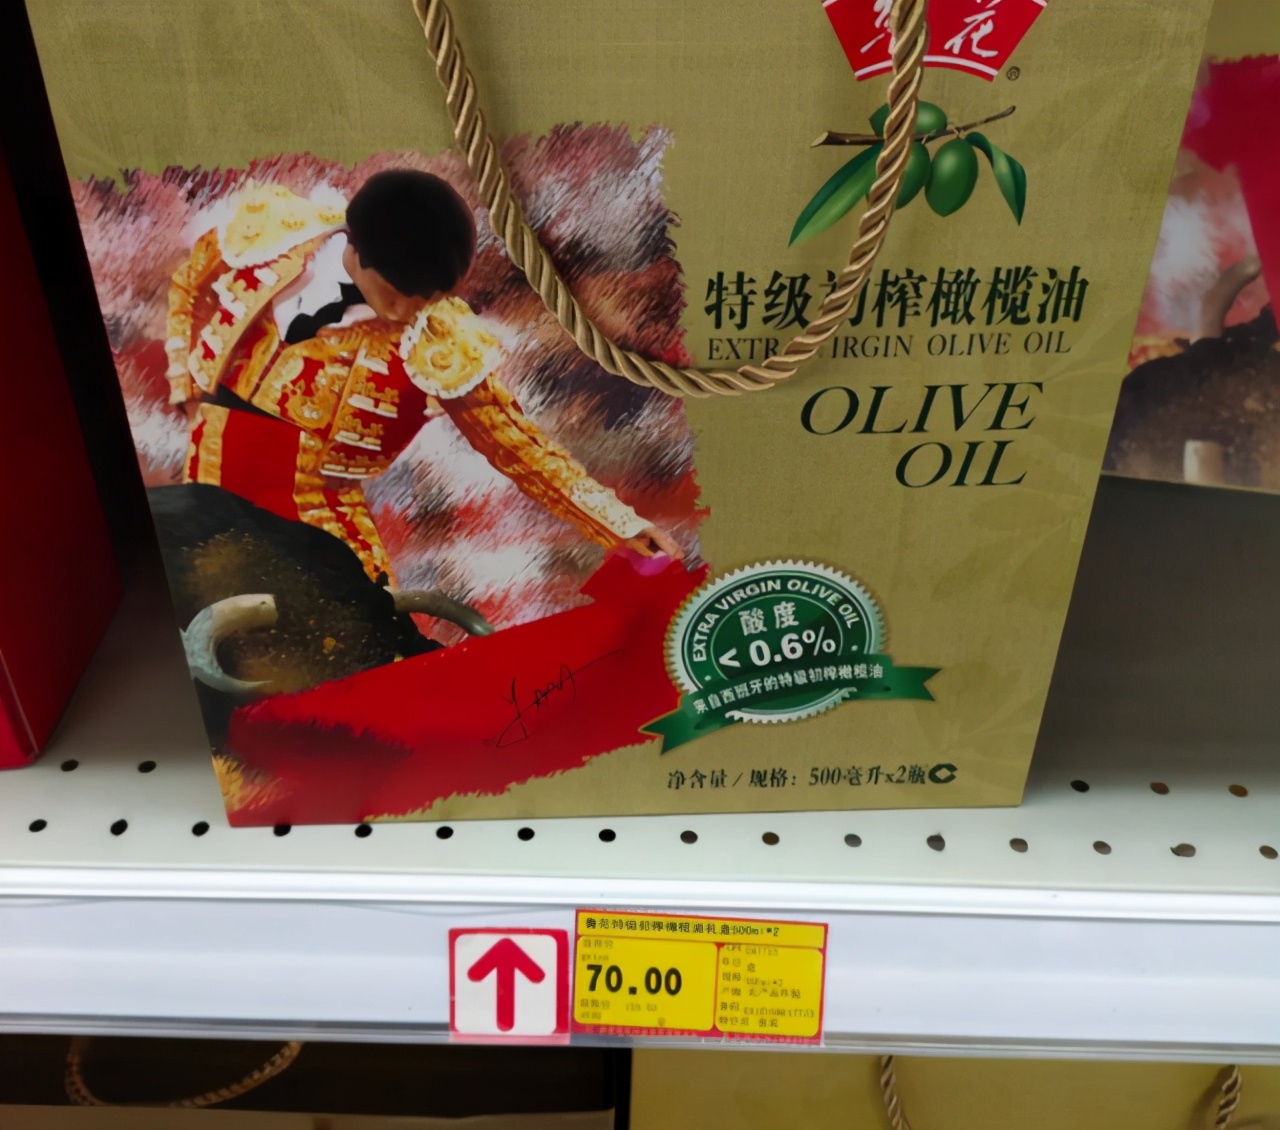 花
®
特级初榨橄榄油
EXTRA VIRGIN OLIVE OIL
OLIVE
OIL
EXTRA VIRGIN OLIVE OIL
酸度
< 0.6%
来自西班牙的特级初榨橄榄油
净含量 / 规格: 500毫升x2瓶
70.00